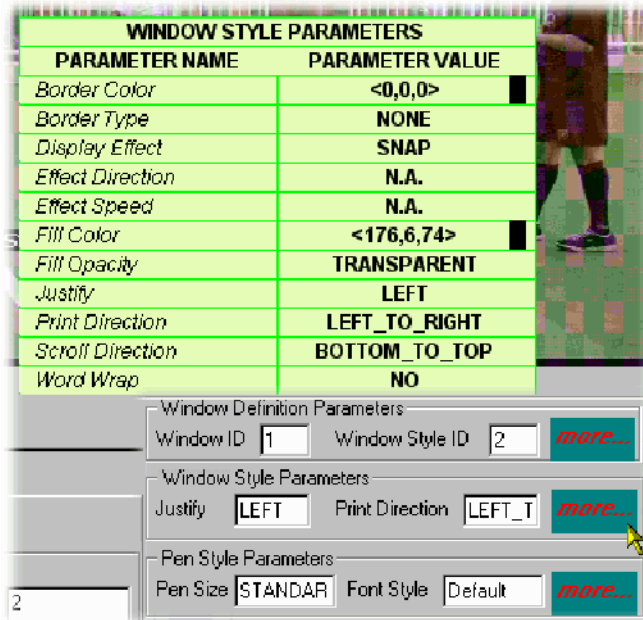 WINDOW STYLE PARAMETERS
PARAMETER NAME PARAMETER VALUE
Border Color <0,0,0>
Border Type NONE
Display Effect SNAP
Effect Direction N.A.
Effect Speed N.A.
Fill Color <176,6,74>
Fill Opacity TRANSPARENT
Justify LEFT
Print Direction LEFT_TO_RIGHT
Scroll Direction BOTTOM_TO_TOP
Word Wrap NO
Window Definition Parameters
Window ID 1 Window Style ID 2 more...
Window Style Parameters
Justify LEFT Print Direction LEFT_T more...
Pen Style Parameters
Pen Size STANDAR Font Style Default more...
2